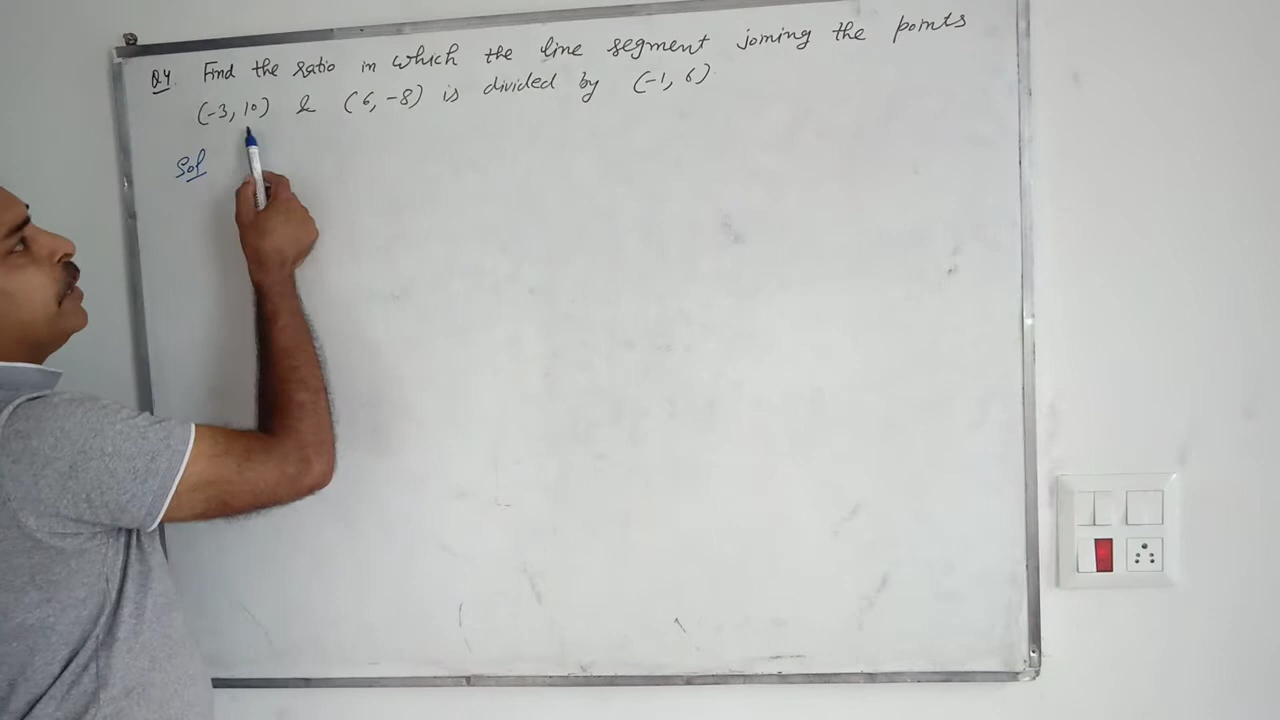 Q4. Find the ratio in which the line segment joining the points
(-3, 10) & (6, -8) is divided by (-1, 6).
Sol